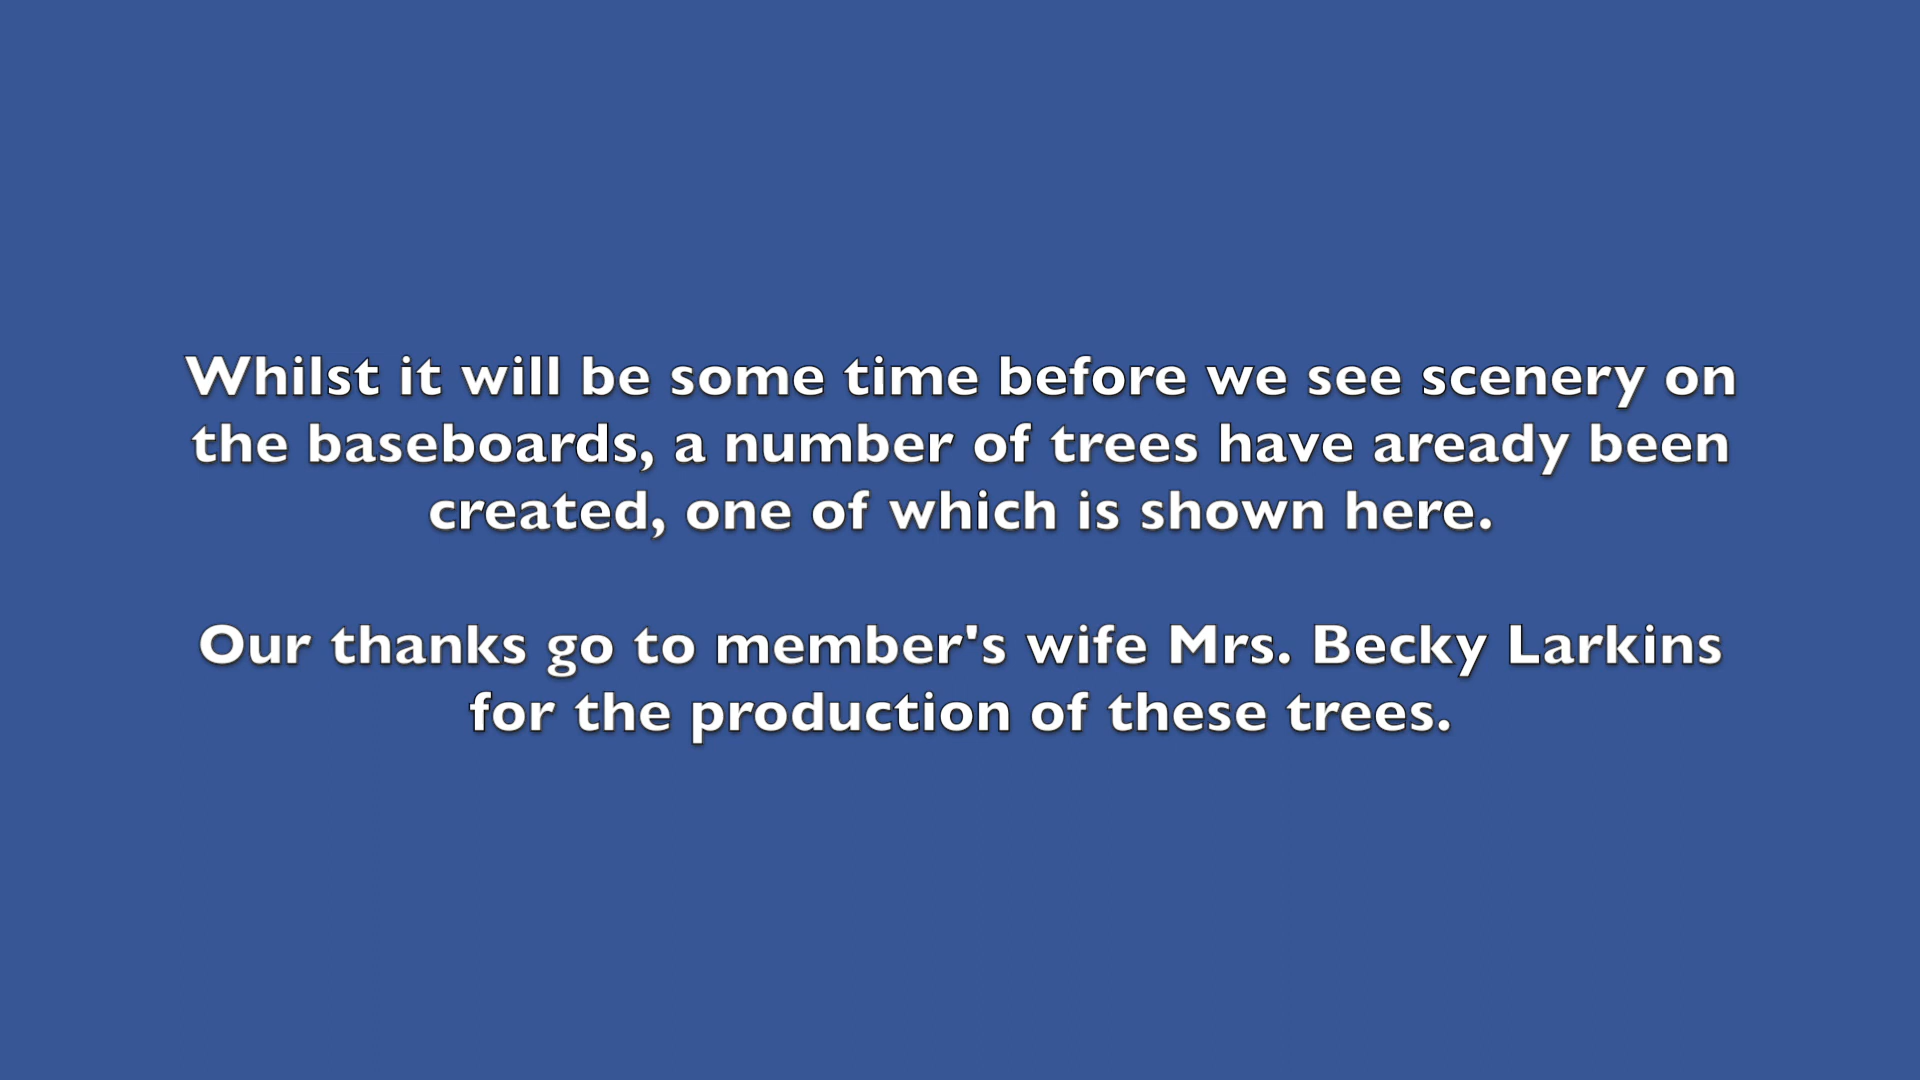 Whilst it will be some time before we see scenery on
the baseboards, a number of trees have aready been
created, one of which is shown here.
Our thanks go to member's wife Mrs. Becky Larkins
for the production of these trees.